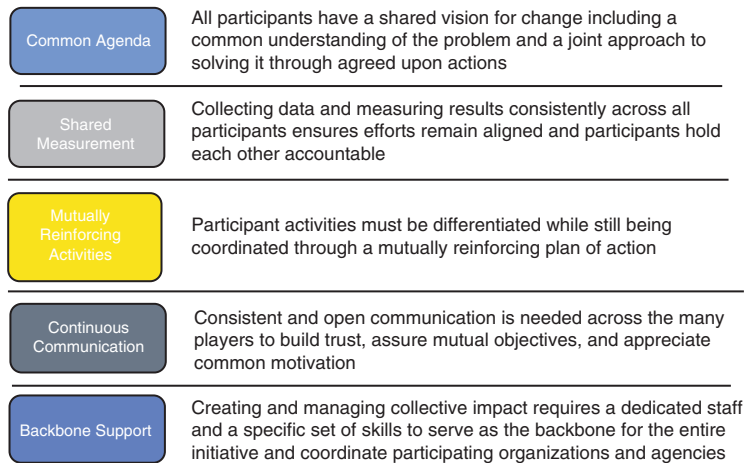 Common Agenda
All participants have a shared vision for change including a
common understanding of the problem and a joint approach to
solving it through agreed upon actions
Shared
Measurement
Collecting data and measuring results consistently across all
participants ensures efforts remain aligned and participants hold
each other accountable
Mutually
Reinforcing
Activities
Participant activities must be differentiated while still being
coordinated through a mutually reinforcing plan of action
Continuous
Communication
Consistent and open communication is needed across the many
players to build trust, assure mutual objectives, and appreciate
common motivation
Backbone Support
Creating and managing collective impact requires a dedicated staff
and a specific set of skills to serve as the backbone for the entire
initiative and coordinate participating organizations and agencies